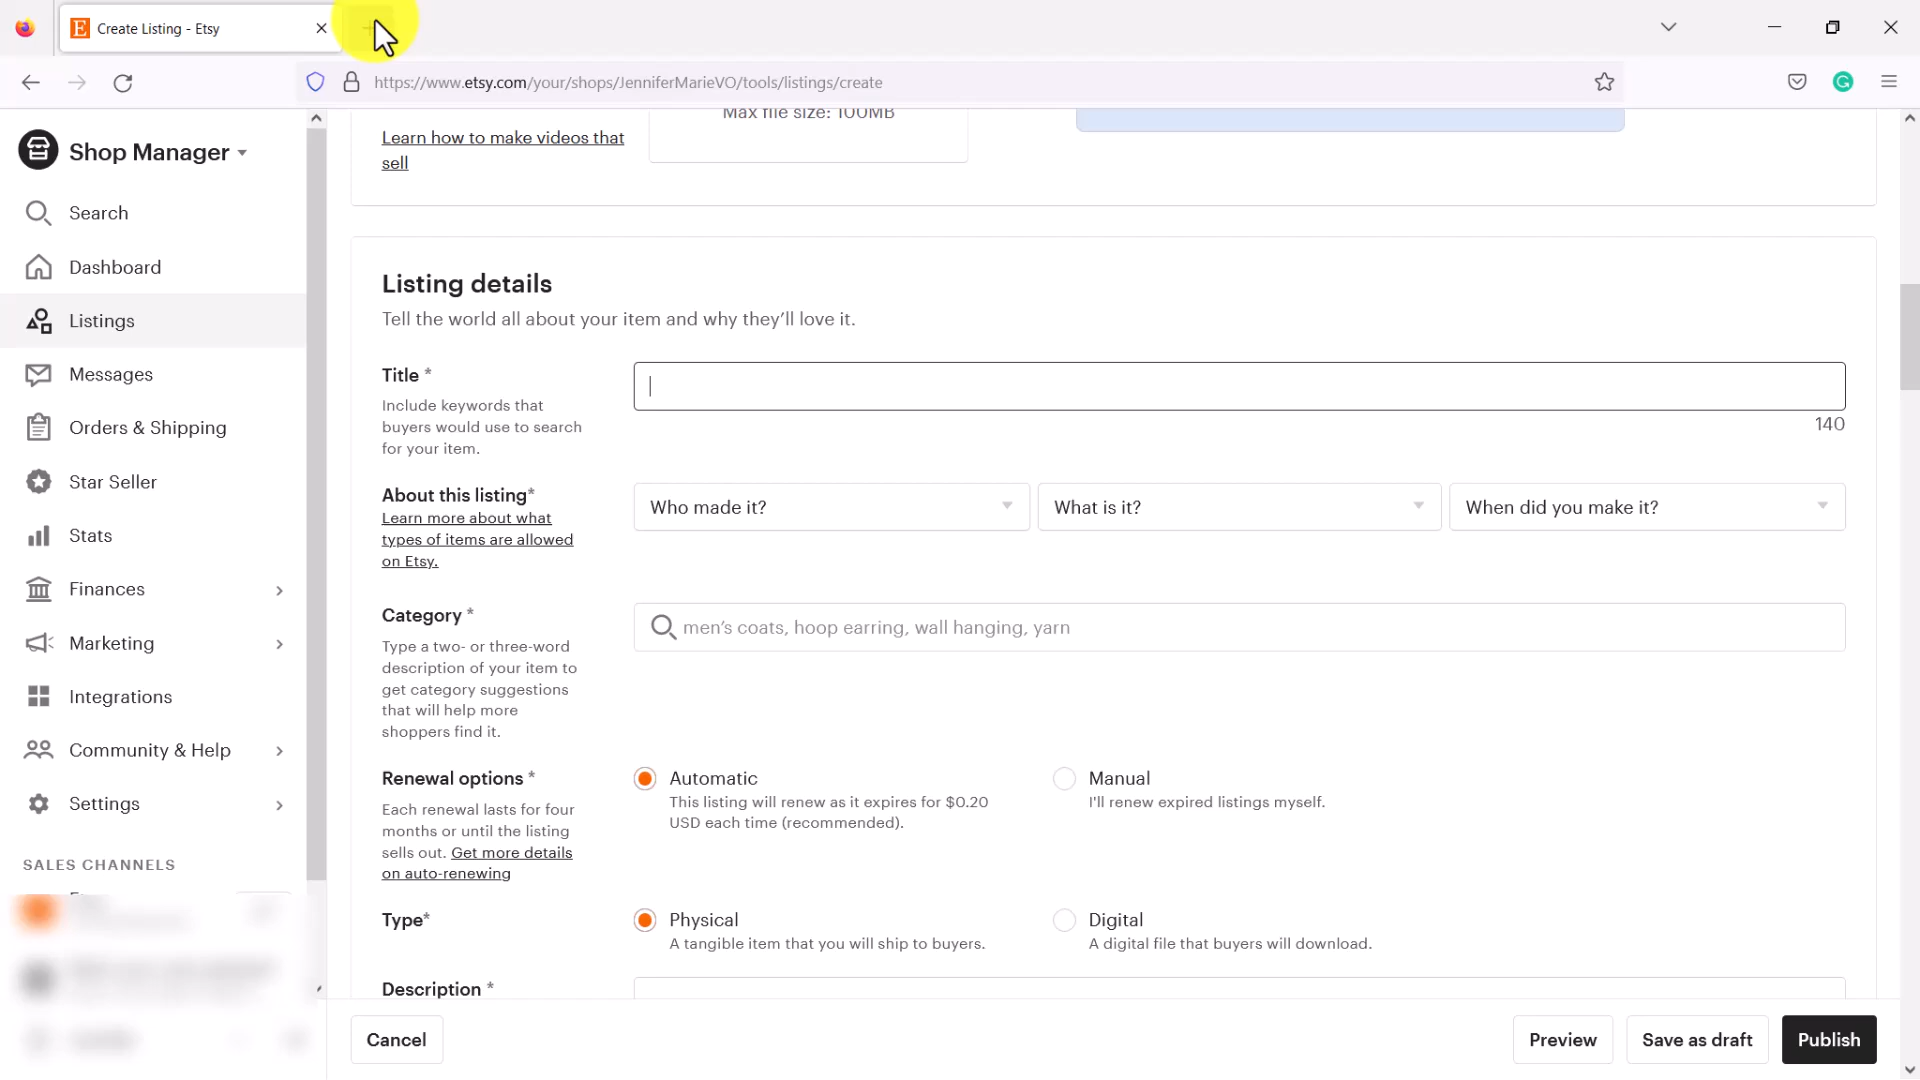 Create Listing - Etsy
https://www.etsy.com/your/shops/JenniferMarieVO/tools/listings/create
Shop Manager
Search
Dashboard
Listings
Messages
Orders & Shipping
Star Seller
Stats
Finances
Marketing
Integrations
Community & Help
Settings
SALES CHANNELS
Learn how to make videos that
sell
Max file size: 100MB
Listing details
Tell the world all about your item and why they’ll love it.
Title *
Include keywords that
buyers would use to search
for your item.
140
About this listing*
Learn more about what
types of items are allowed
on Etsy.
Who made it?
What is it?
When did you make it?
Category *
Type a two- or three-word
description of your item to
get category suggestions
that will help more
shoppers find it.
men’s coats, hoop earring, wall hanging, yarn
Renewal options *
Each renewal lasts for four
months or until the listing
sells out. Get more details
on auto-renewing
Automatic
This listing will renew as it expires for $0.20
USD each time (recommended).
Manual
I'll renew expired listings myself.
Type*
Physical
A tangible item that you will ship to buyers.
Digital
A digital file that buyers will download.
Description *
Cancel
Preview
Save as draft
Publish